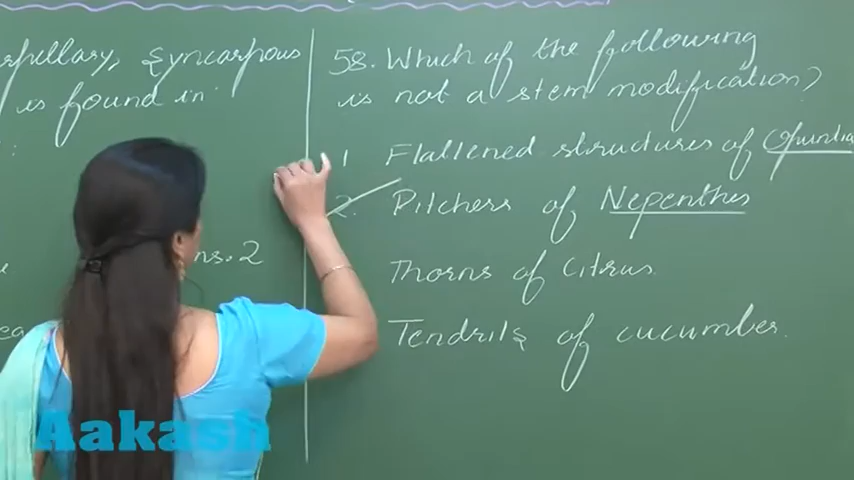 rpellary, syncarpous
is found in
ns. 2
58. Which of the following
is not a stem modification?
1 Flattened structures of Opuntia
2. Pitchers of Nepenthes
Thorns of citrus
Tendrils of cucumber.
Aakash